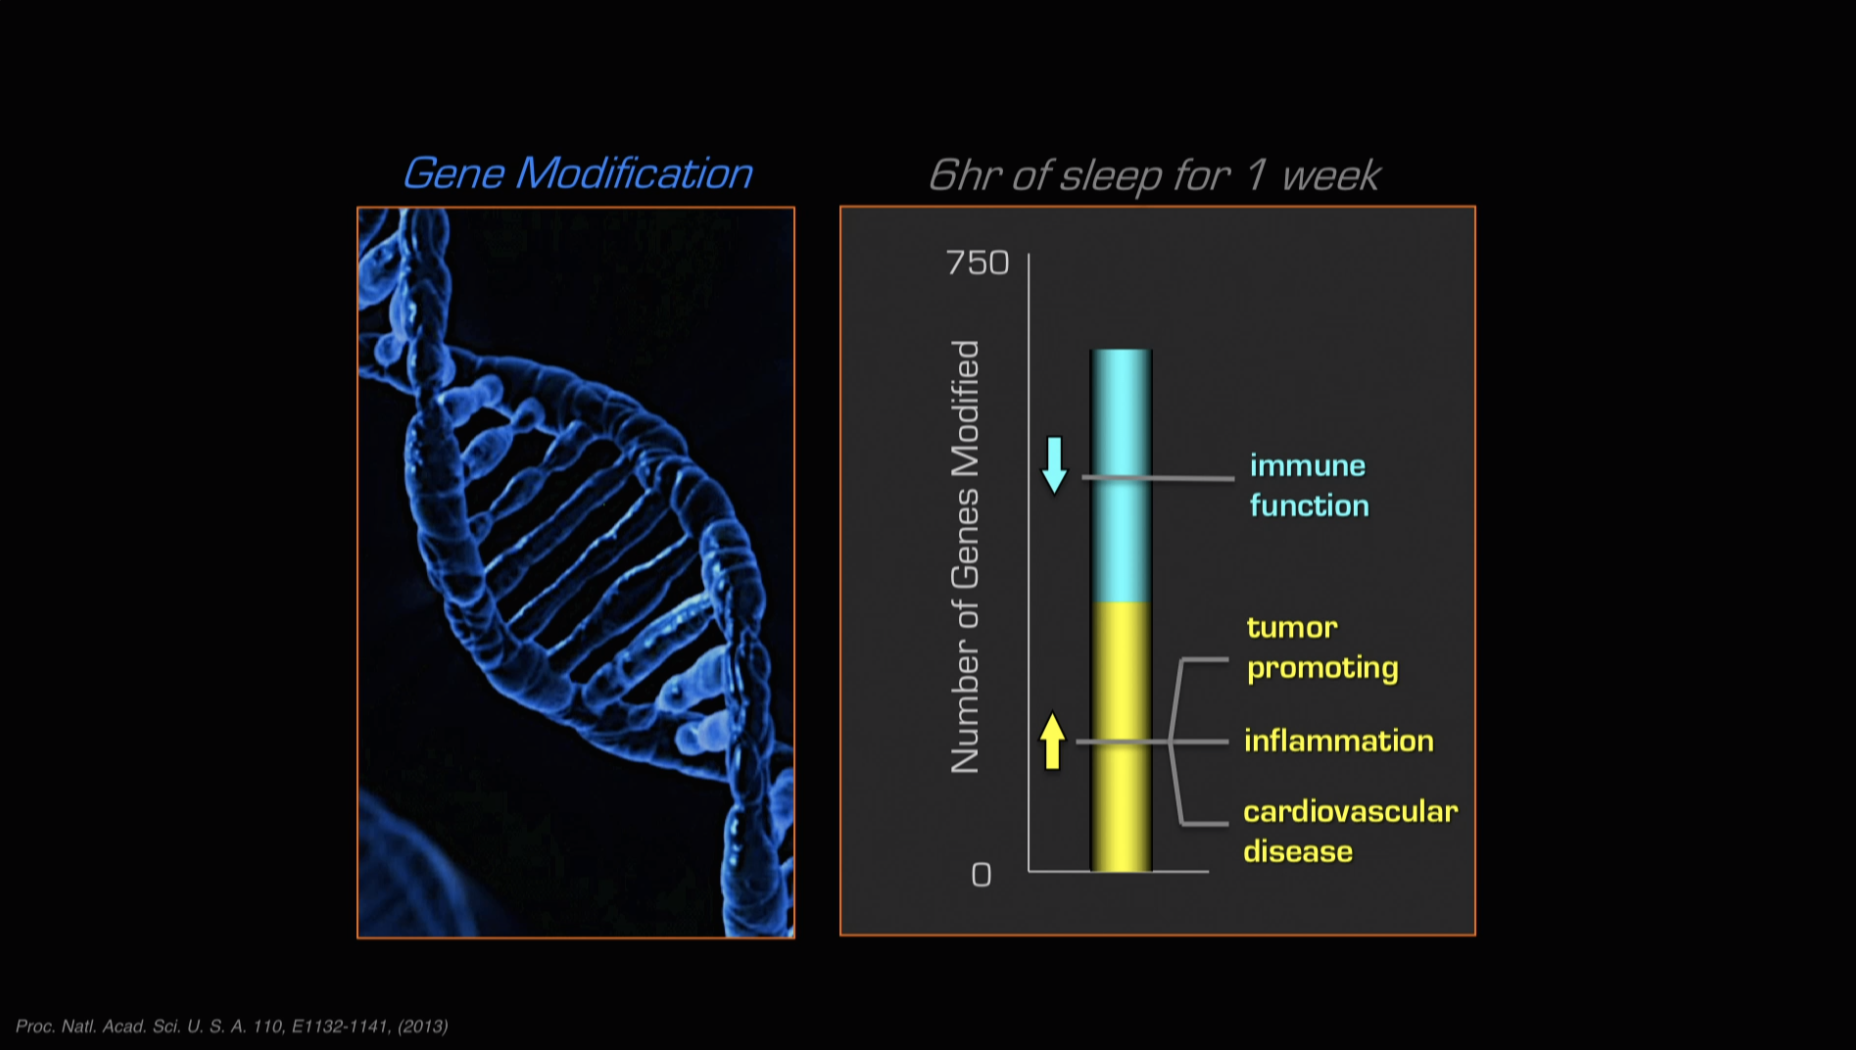 Gene Modification
6hr of sleep for 1 week
750
Number of Genes Modified
immune
function
tumor
promoting
inflammation
cardiovascular
disease
0
Proc. Natl. Acad. Sci. U. S. A. 110, E1132-1141, (2013)